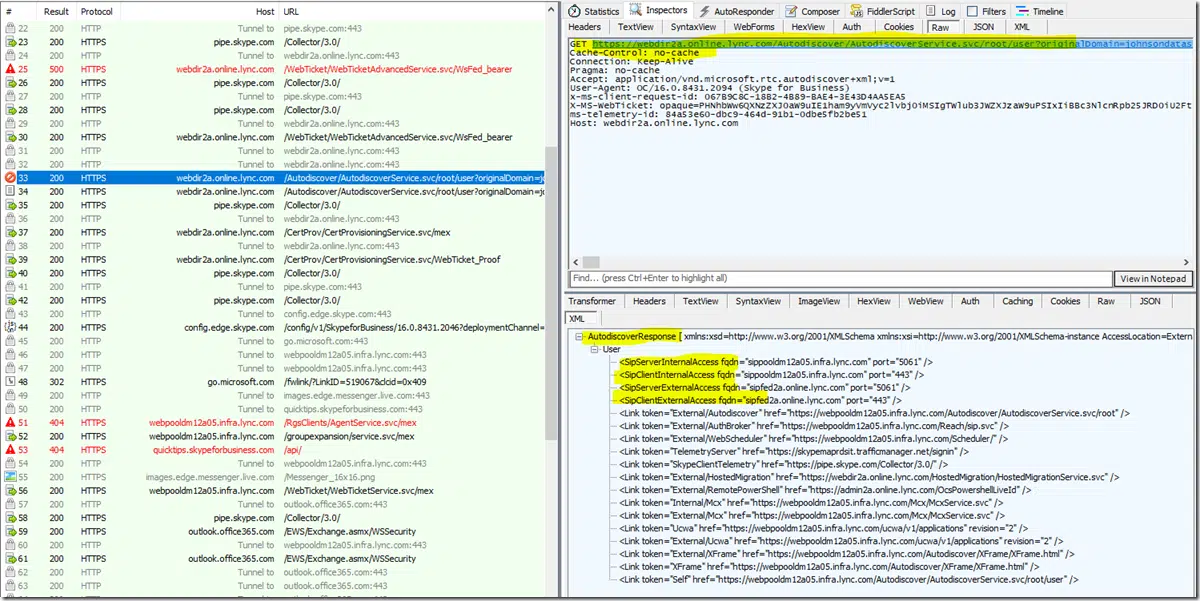 # Result Protocol Host URL
22 200 HTTP Tunnel to pipe.skype.com:443
23 200 HTTPS pipe.skype.com /Collector/3.0/
24 200 HTTP Tunnel to webdir2a.online.lync.com:443
25 500 HTTPS webdir2a.online.lync.com /WebTicket/WebTicketAdvancedService.svc/WsFed_bearer
26 200 HTTPS pipe.skype.com /Collector/3.0/
27 200 HTTP Tunnel to pipe.skype.com:443
28 200 HTTPS pipe.skype.com /Collector/3.0/
29 200 HTTP Tunnel to webdir2a.online.lync.com:443
30 200 HTTPS webdir2a.online.lync.com /WebTicket/WebTicketAdvancedService.svc/WsFed_bearer
31 200 HTTP Tunnel to webdir2a.online.lync.com:443
32 200 HTTP Tunnel to webdir2a.online.lync.com:443
33 200 HTTPS webdir2a.online.lync.com /Autodiscover/AutodiscoverService.svc/root/user?originalDomain=jo
34 200 HTTPS webdir2a.online.lync.com /Autodiscover/AutodiscoverService.svc/root/user?originalDomain=jo
35 200 HTTPS pipe.skype.com /Collector/3.0/
36 200 HTTP Tunnel to webdir2a.online.lync.com:443
37 200 HTTPS webdir2a.online.lync.com /CertProv/CertProvisioningService.svc/mex
38 200 HTTP Tunnel to webdir2a.online.lync.com:443
39 200 HTTPS webdir2a.online.lync.com /CertProv/CertProvisioningService.svc/WebTicket_Proof
40 200 HTTPS pipe.skype.com /Collector/3.0/
41 200 HTTP Tunnel to pipe.skype.com:443
42 200 HTTPS pipe.skype.com /Collector/3.0/
43 200 HTTP Tunnel to config.edge.skype.com:443
44 200 HTTPS config.edge.skype.com /config/v1/SkypeforBusiness/16.0.8431.2046?deploymentChannel=
45 200 HTTP Tunnel to go.microsoft.com:443
46 200 HTTP Tunnel to webpooldm12a05.infra.lync.com:443
47 200 HTTP Tunnel to webpooldm12a05.infra.lync.com:443
48 302 HTTPS go.microsoft.com /fwlink/?LinkID=519067&clcid=0x409
49 200 HTTP Tunnel to images.edge.messenger.live.com:443
50 200 HTTP Tunnel to quicktips.skypeforbusiness.com:443
51 404 HTTPS webpooldm12a05.infra.lync.com /RgsClients/AgentService.svc/mex
52 200 HTTPS webpooldm12a05.infra.lync.com /groupexpansion/service.svc/mex
53 404 HTTPS quicktips.skypeforbusiness.com /api/
54 200 HTTP Tunnel to webpooldm12a05.infra.lync.com:443
55 200 HTTPS images.edge.messenger.live.com /Messenger_16x16.png
56 200 HTTPS webpooldm12a05.infra.lync.com /WebTicket/WebTicketService.svc/mex
57 200 HTTP Tunnel to outlook.office365.com:443
58 200 HTTPS pipe.skype.com /Collector/3.0/
59 200 HTTPS outlook.office365.com /EWS/Exchange.asmx/WSSecurity
60 200 HTTP Tunnel to webpooldm12a05.infra.lync.com:443
61 200 HTTPS outlook.office365.com /EWS/Exchange.asmx/WSSecurity
62 200 HTTP Tunnel to outlook.office365.com:443
63 200 HTTP Tunnel to outlook.office365.com:443
Statistics Inspectors AutoResponder Composer FiddlerScript Log Filters Timeline
Headers TextView SyntaxView WebForms HexView Auth Cookies Raw JSON XML
GET https://webdir2a.online.lync.com/Autodiscover/AutodiscoverService.svc/root/user?originalDomain=johnsondatas
Cache-Control: no-cache
Connection: Keep-Alive
Pragma: no-cache
Accept: application/vnd.microsoft.rtc.autodiscover+xml;v=1
User-Agent: OC/16.0.8431.2094 (Skype for Business)
X-ms-client-request-id: 067B9C8C-18B2-4B89-BAE4-3E43D4AA5EA5
Host: webdir2a.online.lync.com
Find... (press Ctrl+Enter to highlight all)
View in Notepad
Transformer Headers TextView SyntaxView ImageView HexView WebView Auth Caching Cookies Raw JSON
XML
AutodiscoverResponse [ xmlns:xsd=http://www.w3.org/2001/XMLSchema xmlns:xsi=http://www.w3.org/2001/XMLSchema-instance AccessLocation=Extern
User
<SipServerInternalAccess fqdn="sippooldm12a05.infra.lync.com" port="5061" />
<SipClientInternalAccess fqdn="sippooldm12a05.infra.lync.com" port="443" />
<SipServerExternalAccess fqdn="sipfed2a.online.lync.com" port="5061" />
<SipClientExternalAccess fqdn="sipfed2a.online.lync.com" port="443" />
<Link token="External/Autodiscover" href="https://webpooldm12a05.infra.lync.com/Autodiscover/AutodiscoverService.svc/root" />
<Link token="External/AuthBroker" href="https://webpooldm12a05.infra.lync.com/Reach/sip.svc" />
<Link token="External/WebScheduler" href="https://webpooldm12a05.infra.lync.com/Scheduler/" />
<Link token="TelemetryServer" href="https://skypemaprdsit.trafficmanager.net/signin" />
<Link token="SkypeClientTelemetry" href="https://pipe.skype.com/Collector/3.0/" />
<Link token="External/HostedMigration" href="https://webdir2a.online.lync.com/HostedMigration/HostedMigrationService.svc" />
<Link token="External/RemotePowerShell" href="https://admin2a.online.lync.com/OcsPowershellLiveId" />
<Link token="Internal/Mcx" href="https://webpooldm12a05.infra.lync.com/Mcx/McxService.svc" />
<Link token="External/Mcx" href="https://webpooldm12a05.infra.lync.com/Mcx/McxService.svc" />
<Link token="Ucwa" href="https://webpooldm12a05.infra.lync.com/ucwa/v1/applications" revision="2" />
<Link token="External/Ucwa" href="https://webpooldm12a05.infra.lync.com/ucwa/v1/applications" revision="2" />
<Link token="External/XFrame" href="https://webpooldm12a05.infra.lync.com/Autodiscover/XFrame/XFrame.html" />
<Link token="XFrame" href="https://webpooldm12a05.infra.lync.com/Autodiscover/XFrame/XFrame.html" />
<Link token="Self" href="https://webpooldm12a05.infra.lync.com/Autodiscover/AutodiscoverService.svc/root/user" />